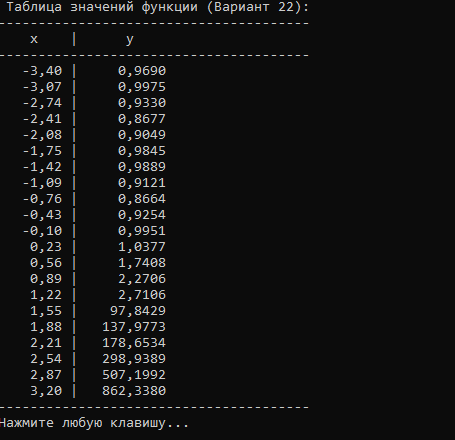 Таблица значений функции (Вариант 22):
--------------------------------------
x | y
--------------------------------------
-3,40 | 0,9690
-3,07 | 0,9975
-2,74 | 0,9330
-2,41 | 0,8677
-2,08 | 0,9049
-1,75 | 0,9845
-1,42 | 0,9889
-1,09 | 0,9121
-0,76 | 0,8664
-0,43 | 0,9254
-0,10 | 0,9951
0,23 | 1,0377
0,56 | 1,7408
0,89 | 2,2706
1,22 | 2,7106
1,55 | 97,8429
1,88 | 137,9773
2,21 | 178,6534
2,54 | 298,9389
2,87 | 507,1992
3,20 | 862,3380
--------------------------------------
Нажмите любую клавишу...